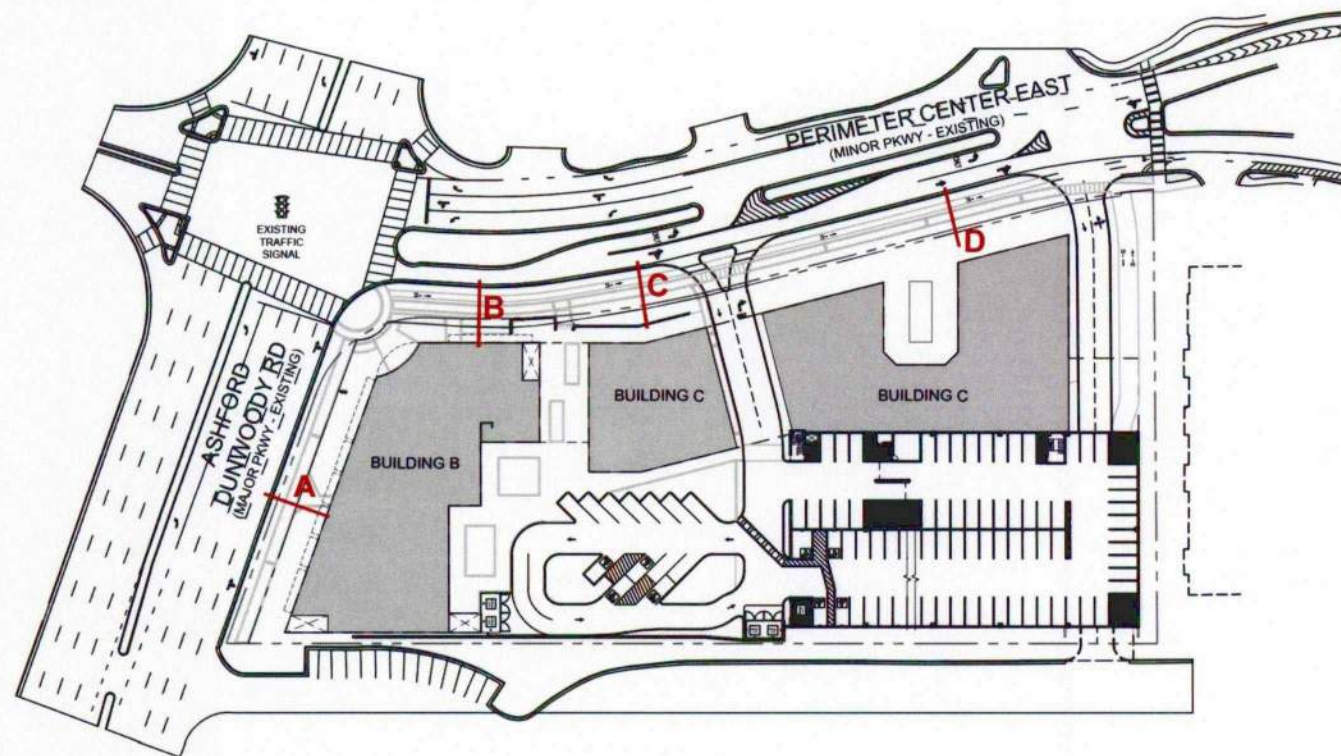 PERIMETER CENTER EAST
(MINOR PKWY - EXISTING)
EXISTING
TRAFFIC
SIGNAL
ASHFORD
DUNWOODY RD
(MAJOR PKWY - EXISTING)
A
B
C
D
BUILDING B
BUILDING C
BUILDING C